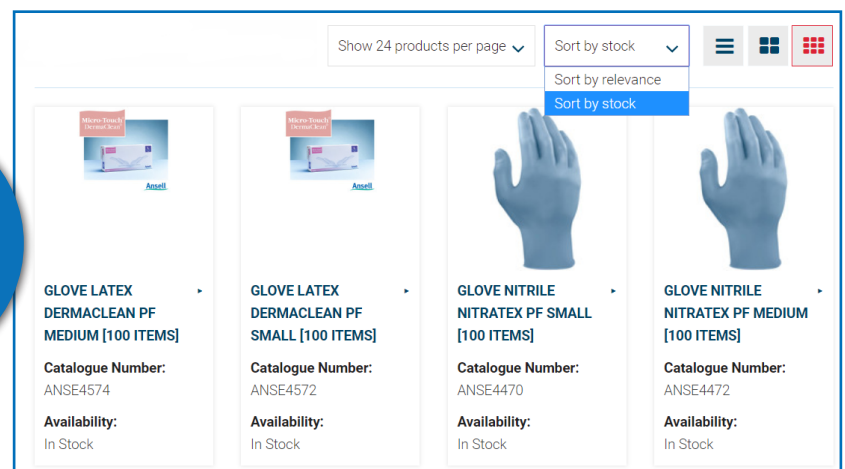 Show 24 products per page
Sort by stock
Sort by relevance
Sort by stock
Micro-Touch
DermaClean
Ansell
Micro-Touch
DermaClean
Ansell
GLOVE LATEX
DERMACLEAN PF
MEDIUM [100 ITEMS]
Catalogue Number:
ANSE4574
Availability:
In Stock
GLOVE LATEX
DERMACLEAN PF
SMALL [100 ITEMS]
Catalogue Number:
ANSE4572
Availability:
In Stock
GLOVE NITRILE
NITRATEX PF SMALL
[100 ITEMS]
Catalogue Number:
ANSE4470
Availability:
In Stock
GLOVE NITRILE
NITRATEX PF MEDIUM
[100 ITEMS]
Catalogue Number:
ANSE4472
Availability:
In Stock